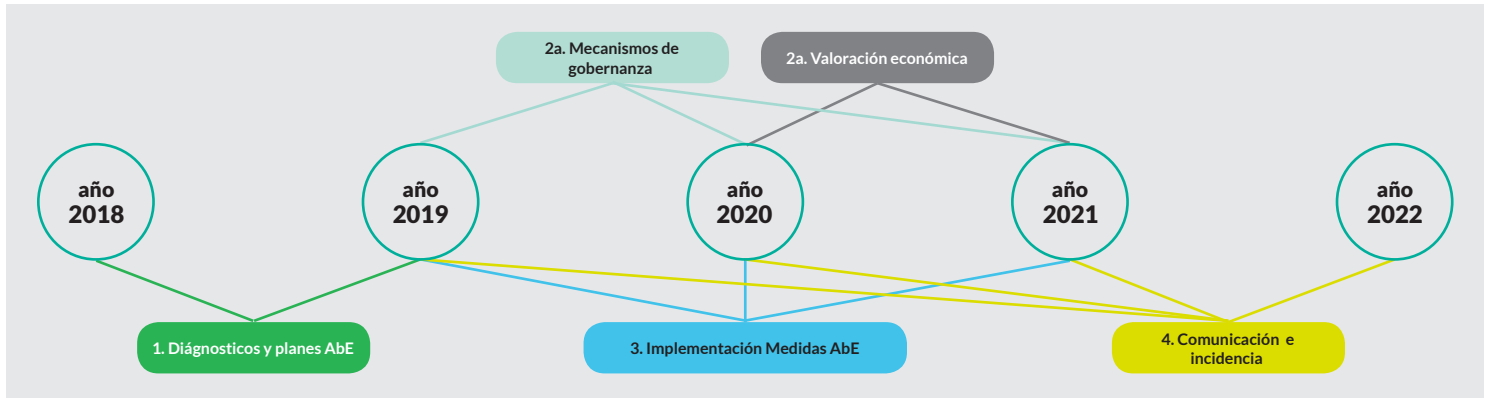 2a. Mecanismos de
gobernanza
2a. Valoración económica
año
2018
año
2019
año
2020
año
2021
año
2022
1. Diágnosticos y planes AbE
3. Implementación Medidas AbE
4. Comunicación e
incidencia